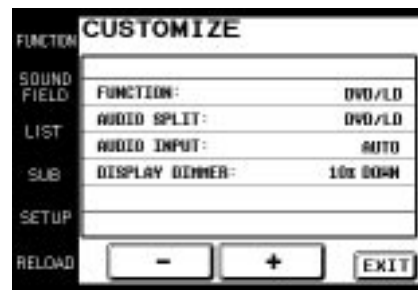 CUSTOMIZE
FUNCTION
SOUND FIELD
LIST
SUB
SETUP
RELOAD
FUNCTION: DVD/LD
AUDIO SPLIT: DVD/LD
AUDIO INPUT: AUTO
DISPLAY DIMMER: 10% DOWN
- + EXIT